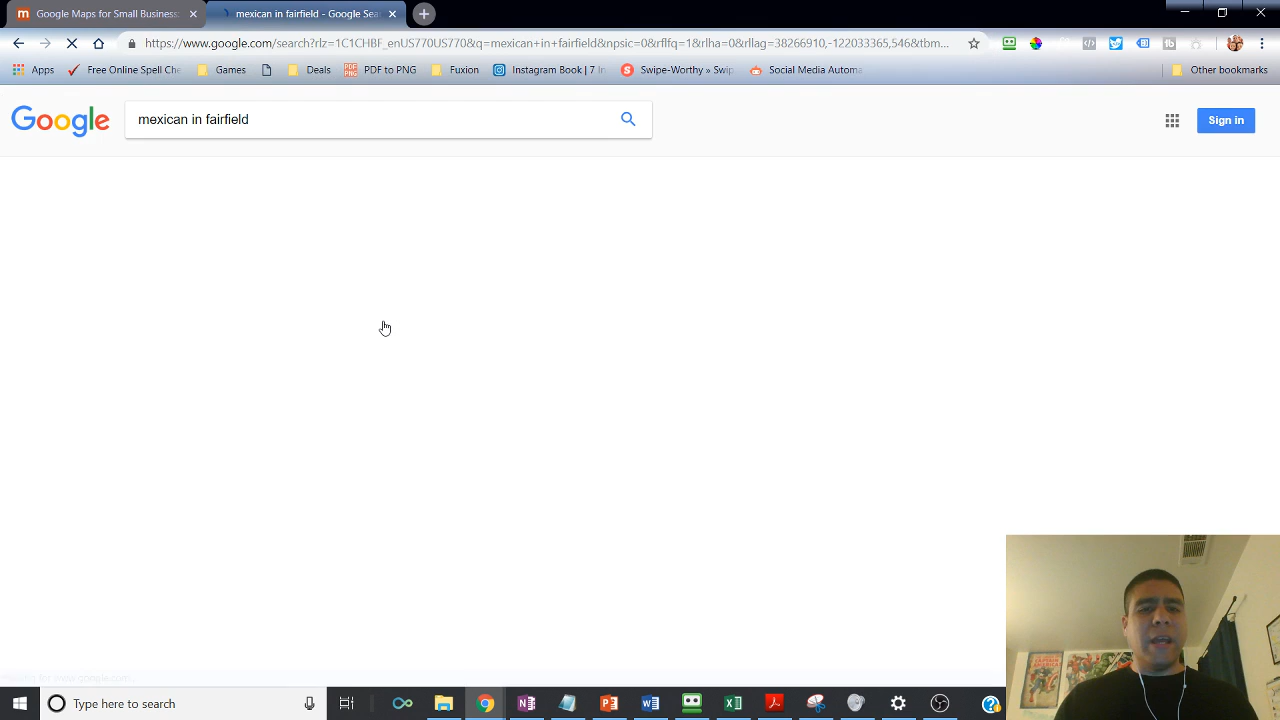 Google Maps for Small Business
mexican in fairfield - Google Sea
https://www.google.com/search?rlz=1C1CHBF_enUS770US770&q=mexican+in+fairfield&npsic=0&rflfq=1&rlha=0&rllag=38266910,-122033365,546&tbm...
Apps
Free Online Spell Che
Games
Deals
PDF to PNG
Fuxion
Instagram Book | 7 In
Swipe-Worthy » Swip
Social Media Automa
Other bookmarks
Google
mexican in fairfield
Sign in
CAPTAIN AMERICA
Type here to search